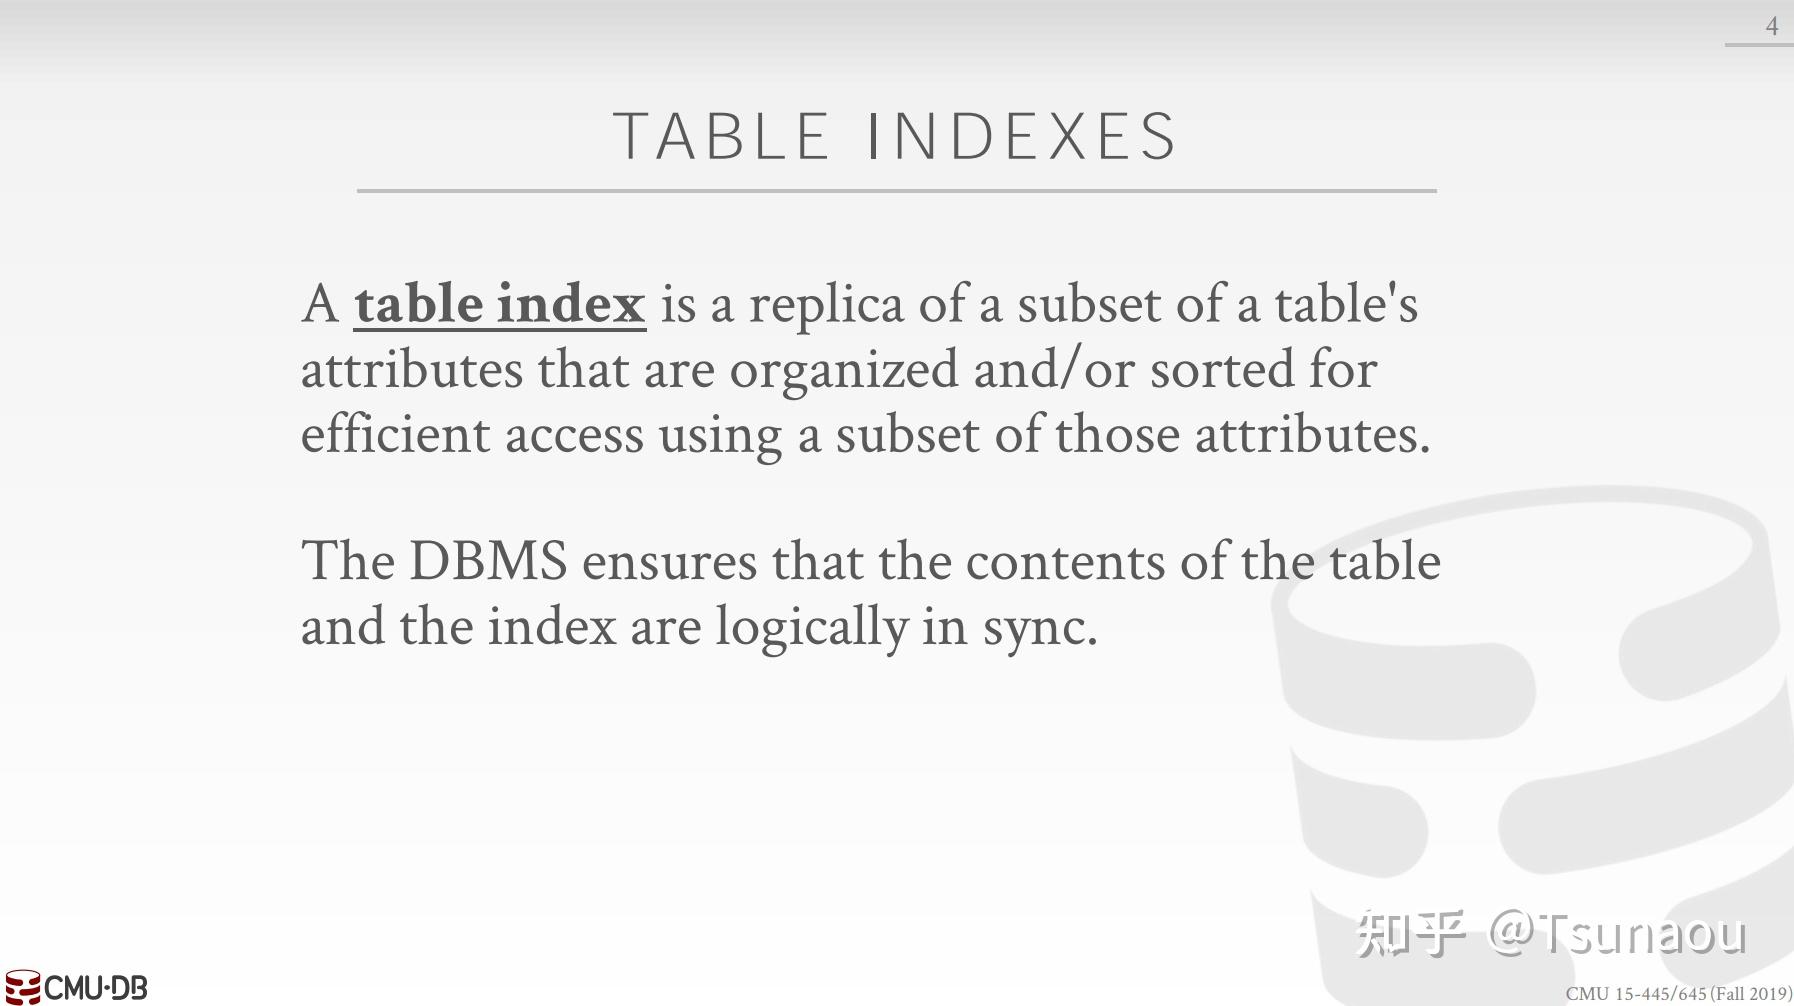 4
TABLE INDEXES
A table index is a replica of a subset of a table's
attributes that are organized and/or sorted for
efficient access using a subset of those attributes.
The DBMS ensures that the contents of the table
and the index are logically in sync.
知乎 @Tsunaou
CMU·DB
CMU 15-445/645 (Fall 2019)